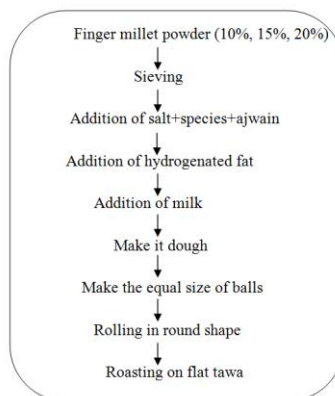 Finger millet powder (10%, 15%, 20%)
Sieving
Addition of salt+species+ajwain
Addition of hydrogenated fat
Addition of milk
Make it dough
Make the equal size of balls
Rolling in round shape
Roasting on flat tawa